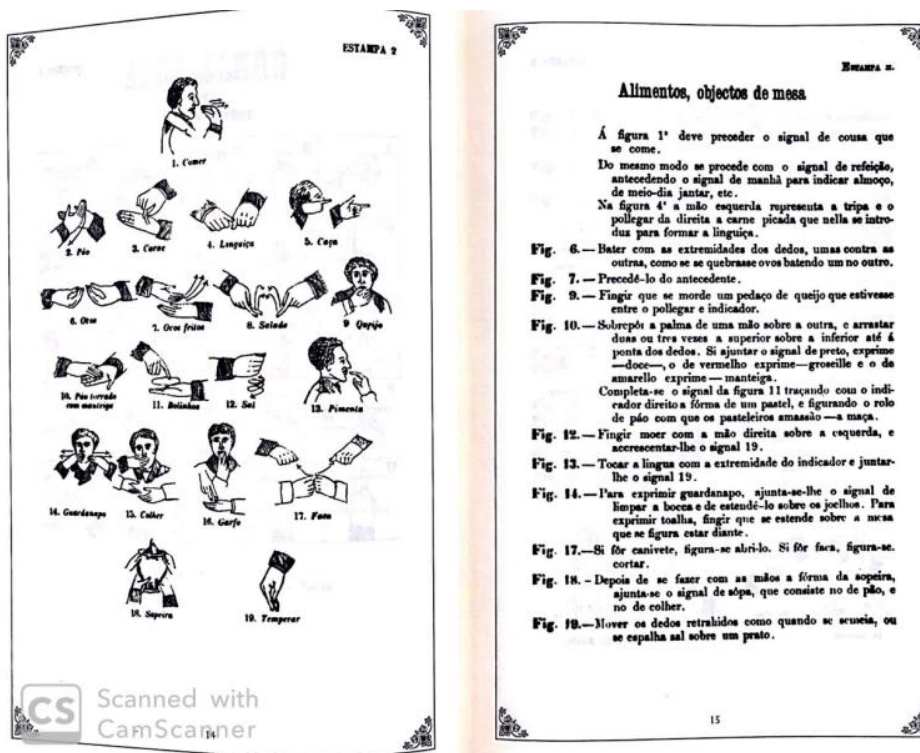 ESTAMPA 2
1. Comer
2. Pão
3. Carne
4. Linguiça
5. Caça
6. Ovos
7. Ovos fritos
8. Salada
9 Queijo
10. Pão torrado
com manteiga
11. Bolinhos
12. Sal
13. Pimenta
14. Guardanapo
15. Colher
16. Garfo
17. Faca
18. Sopeira
19. Temperar
CS Scanned with
CamScanner
14
ESTAMPA II.
Alimentos, objectos de mesa
Á figura 1ª deve preceder o signal de cousa que
se come.
Do mesmo modo se procede com o signal de refeição,
antecedendo o signal de manhã para indicar almoço,
de meio-dia jantar, etc.
Na figura 4ª a mão esquerda representa a tripa e o
pollegar da direita a carne picada que nella se intro-
duz para formar a linguiça.
Fig. 6.—Bater com as extremidades dos dedos, umas contra as
outras, como se se quebrasse ovos batendo um no outro.
Fig. 7.—Precedê-lo do antecedente.
Fig. 9.—Fingir que se morde um pedaço de queijo que estivesse
entre o pollegar e indicador.
Fig. 10.—Sobrepôi a palma de uma mão sobre a outra, e arrastar
duas ou tres vezes a superior sobre a inferior até á
ponta dos dedos. Si ajuntar o signal de preto, exprime
—doce—, o de vermelho exprime—groseille e o de
amarello exprime—manteiga.
Completa-se o signal da figura 11 traçando com o indi-
cador direito a fórma de um pastel, e figurando o rolo
de páo com que os pasteleiros amassão—a maça.
Fig. 12.—Fingir moer com a mão direita sobre a esquerda, e
accrescentar-lhe o signal 19.
Fig. 13.—Tocar a lingua com a extremidade do indicador e juntar-
lhe o signal 19.
Fig. 14.—Para exprimir guardanapo, ajunta-se-lhe o signal de
limpar a bocca e de estendê-lo sobre os joelhos. Para
exprimir toalha, fingir que se estende sobre a mesa
que se figura estar diante.
Fig. 17.—Si fôr canivete, figura-se abri-lo. Si fôr faca, figura-se.
cortar.
Fig. 18. - Depois de se fazer com as mãos a fórma da sopeira,
ajunta-se o signal de sôpa, que consiste no de pão, e
no de colher.
Fig. 19.—Mover os dedos retrahidos como quando se semeia, ou
se espalha sal sobre um prato.
15